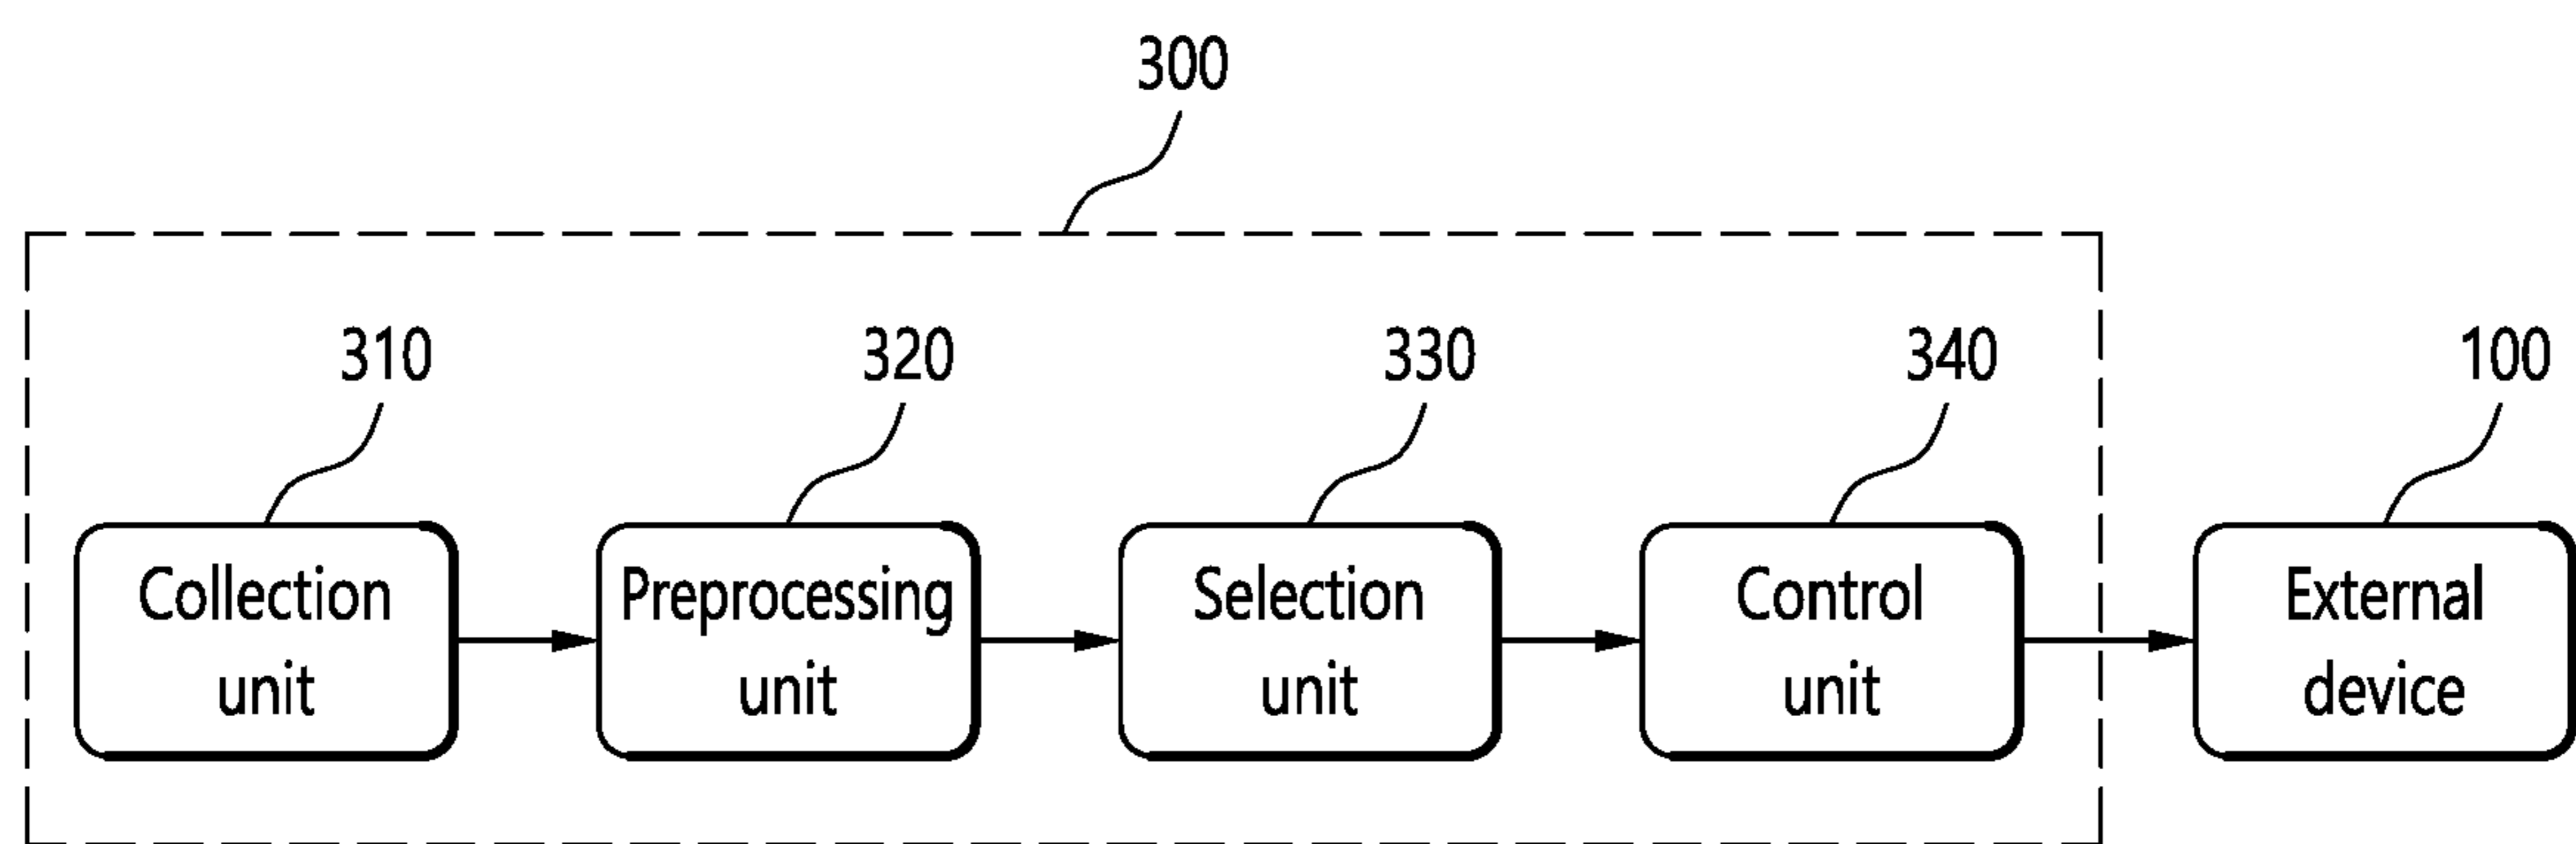 300
310
320
330
340
100
Collection
unit
Preprocessing
unit
Selection
unit
Control
unit
External
device